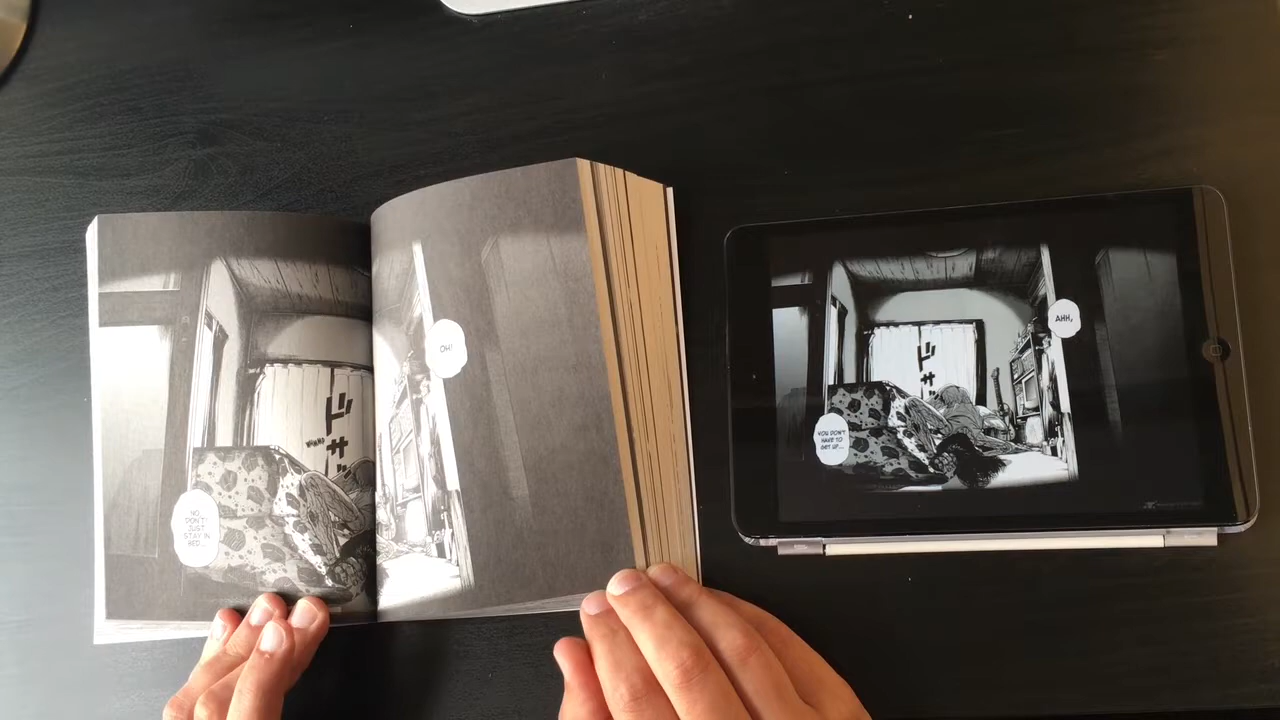 OH!
ドサ
NO,
DON'T!
JUST
STAY IN
BED...
AHH,
ドサ
YOU DON'T
HAVE TO
GET UP...